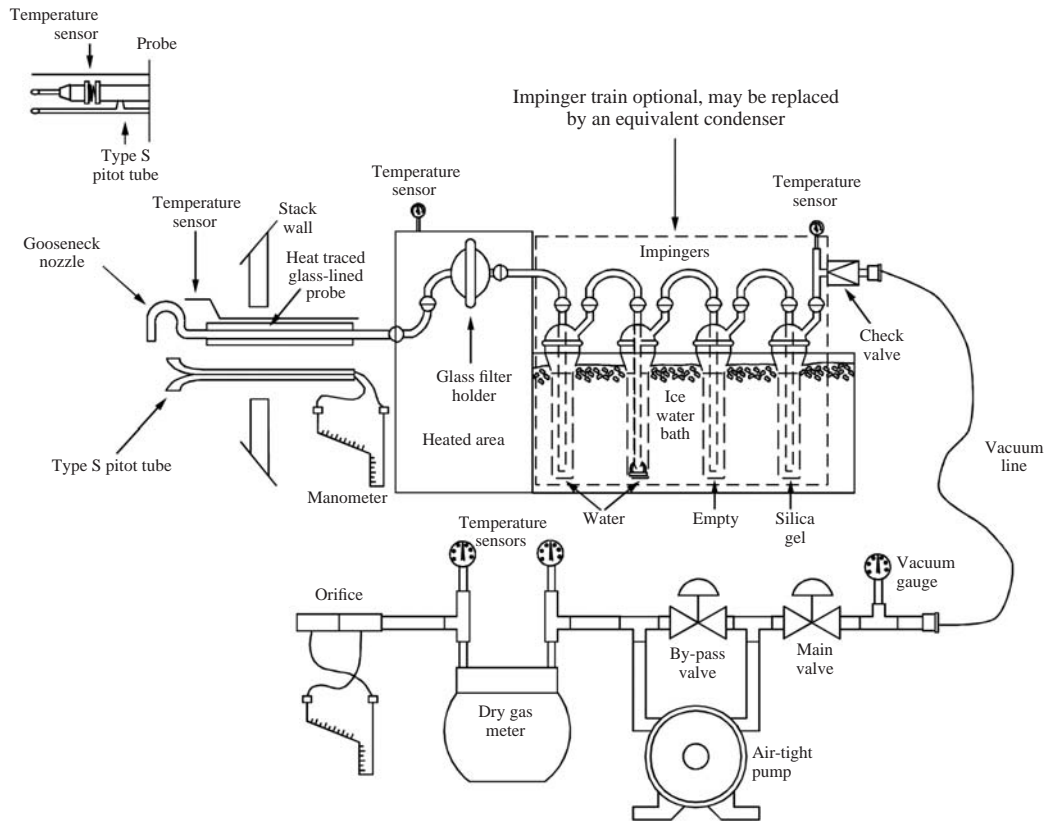 Temperature
sensor
Probe
Type S
pitot tube
Impinger train optional, may be replaced
by an equivalent condenser
Temperature
sensor
Temperature
sensor
Temperature
sensor
Stack
wall
Gooseneck
nozzle
Heat traced
glass-lined
probe
Impingers
Check
valve
Glass filter
holder
Ice
water
bath
Heated area
Type S pitot tube
Manometer
Vacuum
line
Water
Empty
Silica
gel
Temperature
sensors
Vacuum
gauge
Orifice
By-pass
valve
Main
valve
Dry gas
meter
Air-tight
pump